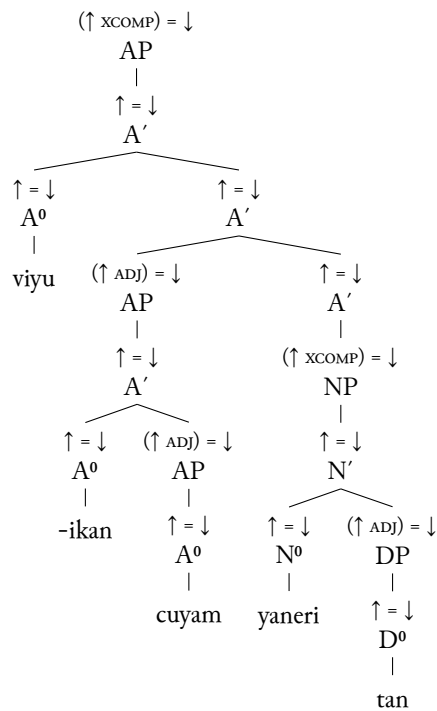 (↑ XCOMP) = ↓
AP
↑ = ↓
A′
↑ = ↓ ↑ = ↓
A⁰ A′
viyu (↑ ADJ) = ↓ ↑ = ↓
AP A′
↑ = ↓ (↑ XCOMP) = ↓
A′ NP
↑ = ↓ (↑ ADJ) = ↓ ↑ = ↓
A⁰ AP N′
-ikan ↑ = ↓ ↑ = ↓ (↑ ADJ) = ↓
A⁰ N⁰ DP
cuyam yaneri ↑ = ↓
D⁰
tan